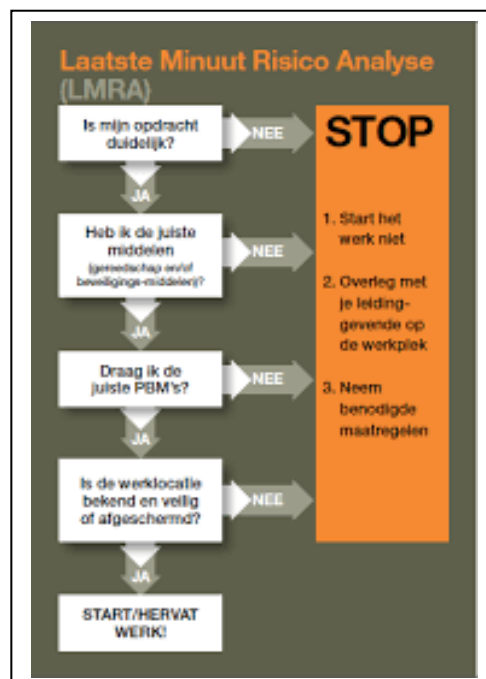 Laatste Minuut Risico Analyse
(LMRA)
Is mijn opdracht
duidelijk?
NEE
JA
Heb ik de juiste
middelen
(gereedschap en/of
beveiligings-middelen)?
NEE
JA
Draag ik de
juiste PBM's?
NEE
JA
Is de werklocatie
bekend en veilig
of afgeschermd?
NEE
JA
START/HERVAT
WERK!
STOP
1. Start het
werk niet
2. Overleg met
je leiding-
gevende op
de werkplek
3. Neem
benodigde
maatregelen